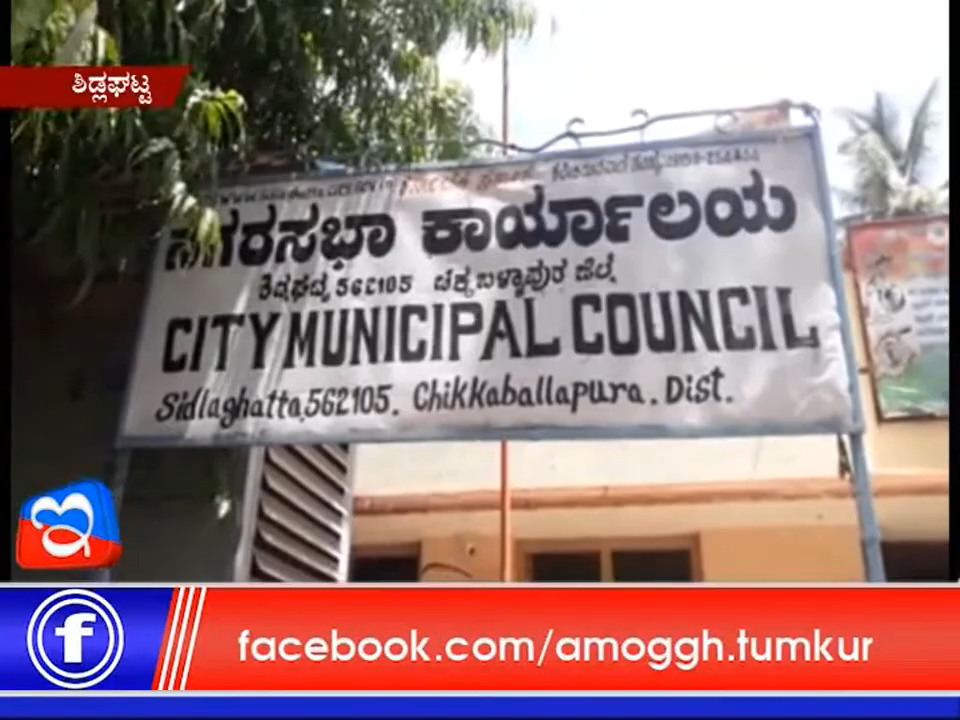 ಶಿಡ್ಲಘಟ್ಟ
ನಗರಸಭಾ ಕಾರ್ಯಾಲಯ
ಶಿಡ್ಲಘಟ್ಟ 562105 ಚಿಕ್ಕಬಳ್ಳಾಪುರ ಜಿಲ್ಲೆ
CITY MUNICIPAL COUNCIL
Sidlaghatta,562105. Chikkaballapura. Dist.
ಇ
f
facebook.com/amoggh.tumkur